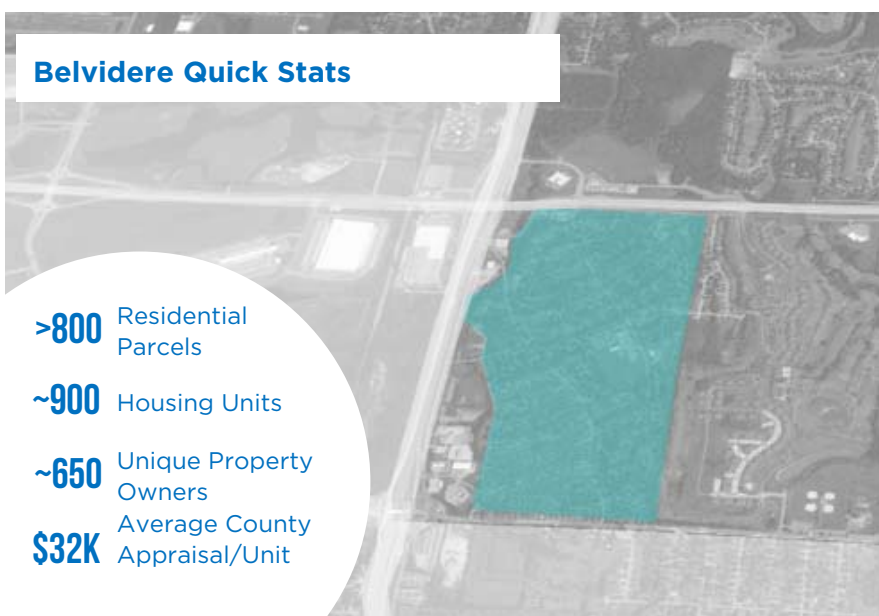 Belvidere Quick Stats
>800 Residential
Parcels
~900 Housing Units
~650 Unique Property
Owners
$32K Average County
Appraisal/Unit